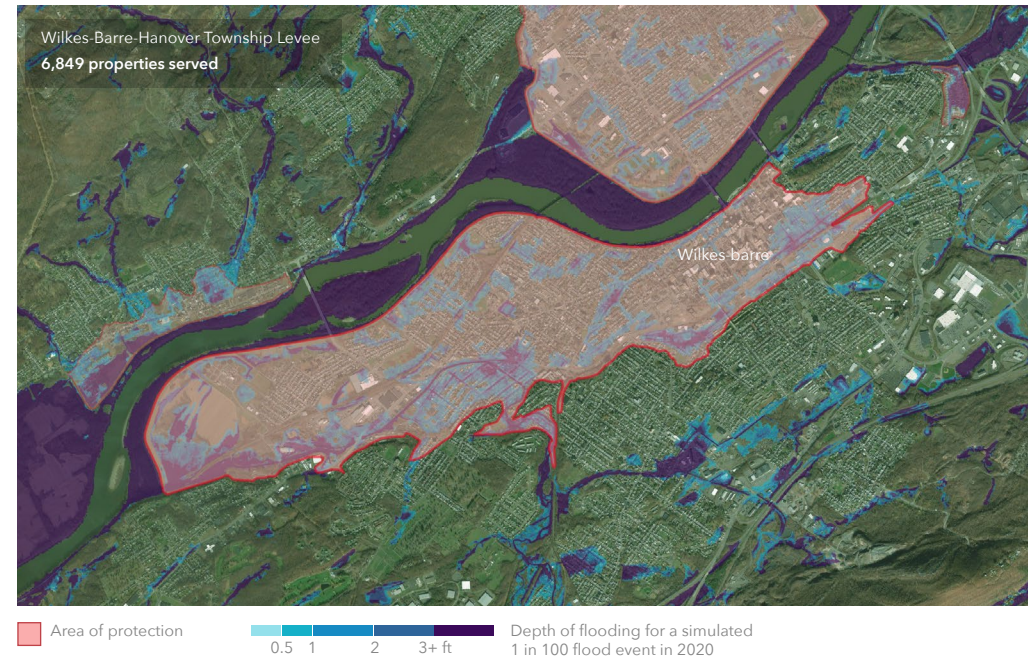 Wilkes-Barre-Hanover Township Levee
6,849 properties served
Wilkes-barre
Area of protection
0.5 1 2 3+ ft
Depth of flooding for a simulated
1 in 100 flood event in 2020